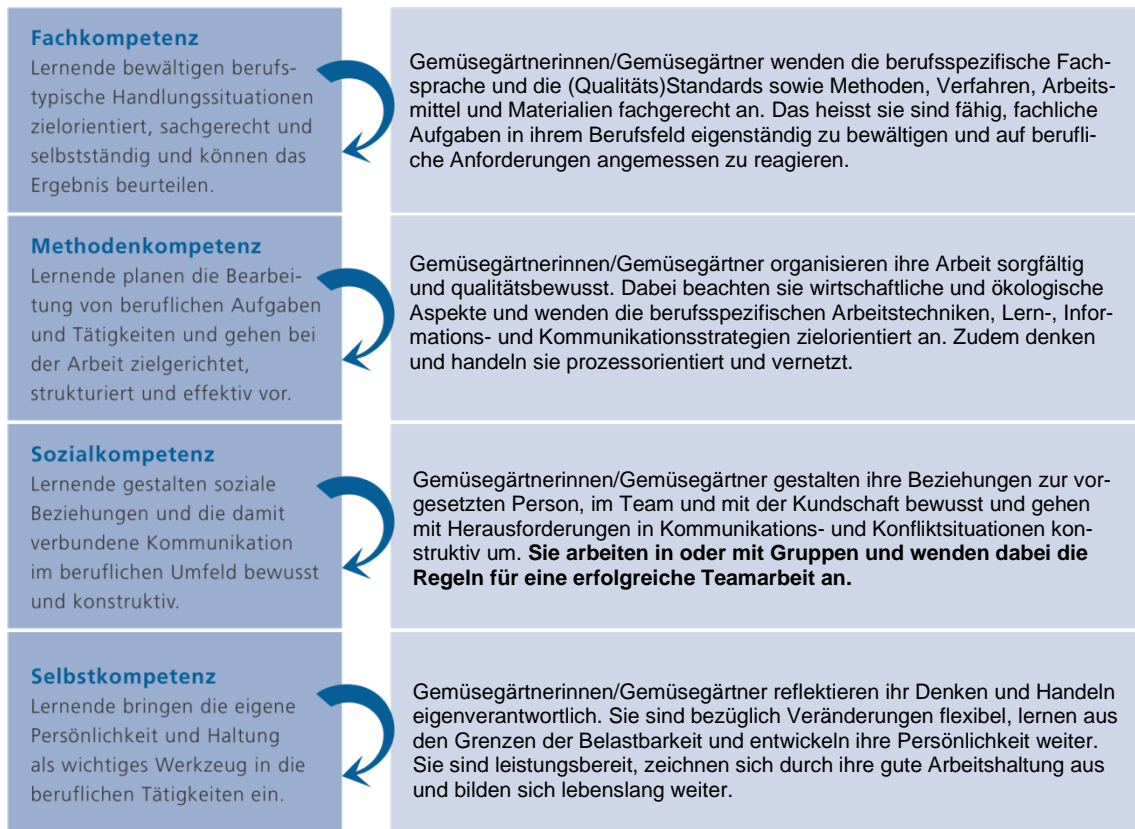 Fachkompetenz
Lernende bewältigen berufs-
typische Handlungssituationen
zielorientiert, sachgerecht und
selbstständig und können das
Ergebnis beurteilen.
Gemüsegärtnerinnen/Gemüsegärtner wenden die berufsspezifische Fach-
sprache und die (Qualitäts)Standards sowie Methoden, Verfahren, Arbeits-
mittel und Materialien fachgerecht an. Das heisst sie sind fähig, fachliche
Aufgaben in ihrem Berufsfeld eigenständig zu bewältigen und auf berufli-
che Anforderungen angemessen zu reagieren.
Methodenkompetenz
Lernende planen die Bearbei-
tung von beruflichen Aufgaben
und Tätigkeiten und gehen bei
der Arbeit zielgerichtet,
strukturiert und effektiv vor.
Gemüsegärtnerinnen/Gemüsegärtner organisieren ihre Arbeit sorgfältig
und qualitätsbewusst. Dabei beachten sie wirtschaftliche und ökologische
Aspekte und wenden die berufsspezifischen Arbeitstechniken, Lern-, Infor-
mations- und Kommunikationsstrategien zielorientiert an. Zudem denken
und handeln sie prozessorientiert und vernetzt.
Sozialkompetenz
Lernende gestalten soziale
Beziehungen und die damit
verbundene Kommunikation
im beruflichen Umfeld bewusst
und konstruktiv.
Gemüsegärtnerinnen/Gemüsegärtner gestalten ihre Beziehungen zur vor-
gesetzten Person, im Team und mit der Kundschaft bewusst und gehen
mit Herausforderungen in Kommunikations- und Konfliktsituationen kon-
struktiv um. Sie arbeiten in oder mit Gruppen und wenden dabei die
Regeln für eine erfolgreiche Teamarbeit an.
Selbstkompetenz
Lernende bringen die eigene
Persönlichkeit und Haltung
als wichtiges Werkzeug in die
beruflichen Tätigkeiten ein.
Gemüsegärtnerinnen/Gemüsegärtner reflektieren ihr Denken und Handeln
eigenverantwortlich. Sie sind bezüglich Veränderungen flexibel, lernen aus
den Grenzen der Belastbarkeit und entwickeln ihre Persönlichkeit weiter.
Sie sind leistungsbereit, zeichnen sich durch ihre gute Arbeitshaltung aus
und bilden sich lebenslang weiter.